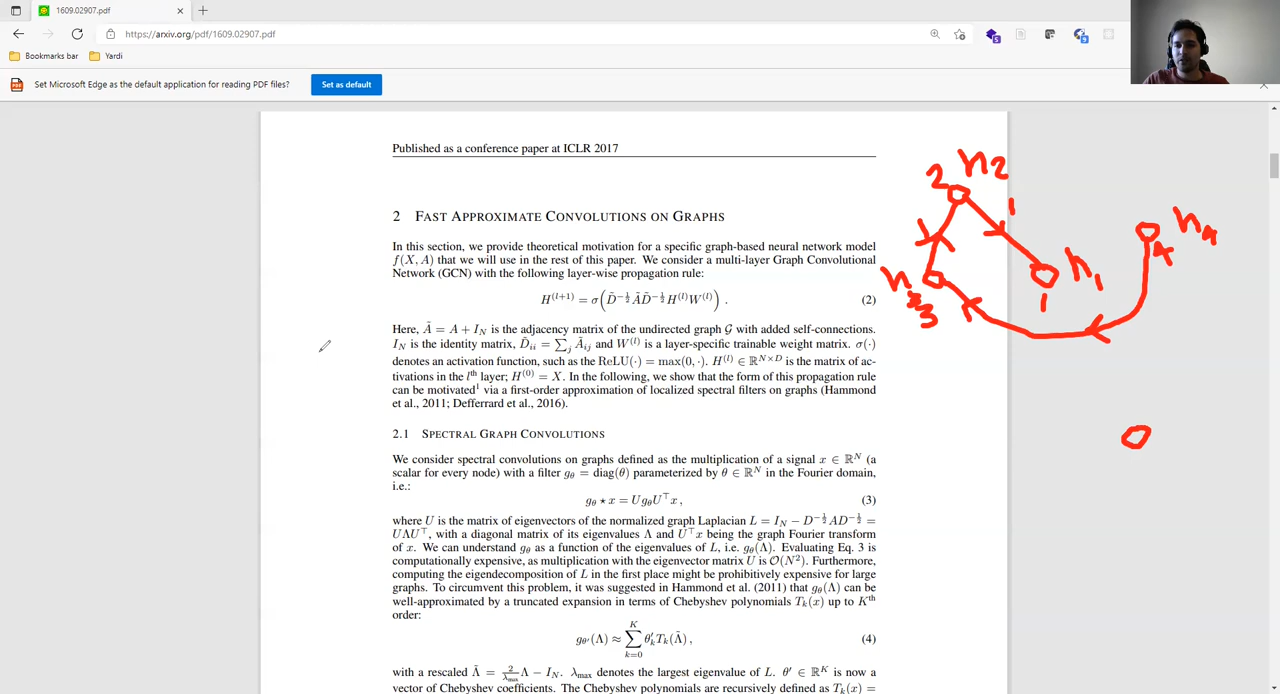 1609.02907.pdf
https://arxiv.org/pdf/1609.02907.pdf
Bookmarks bar
Yardi
Set Microsoft Edge as the default application for reading PDF files?
Set as default
Published as a conference paper at ICLR 2017
2 FAST APPROXIMATE CONVOLUTIONS ON GRAPHS
In this section, we provide theoretical motivation for a specific graph-based neural network model
f(X, A) that we will use in the rest of this paper. We consider a multi-layer Graph Convolutional
Network (GCN) with the following layer-wise propagation rule:
H^{(l+1)} = σ(D̃^{-1/2} Ã D̃^{-1/2} H^{(l)} W^{(l)}) . (2)
Here, Ã = A + I_N is the adjacency matrix of the undirected graph 𝒢 with added self-connections.
I_N is the identity matrix, D̃_{ii} = ∑_j Ã_{ij} and W^{(l)} is a layer-specific trainable weight matrix. σ(·)
denotes an activation function, such as the ReLU(·) = max(0, ·). H^{(l)} ∈ ℝ^{N×D} is the matrix of ac-
tivations in the l^{th} layer; H^{(0)} = X. In the following, we show that the form of this propagation rule
can be motivated¹ via a first-order approximation of localized spectral filters on graphs (Hammond
et al., 2011; Defferrard et al., 2016).
2.1 SPECTRAL GRAPH CONVOLUTIONS
We consider spectral convolutions on graphs defined as the multiplication of a signal x ∈ ℝ^N (a
scalar for every node) with a filter g_θ = diag(θ) parameterized by θ ∈ ℝ^N in the Fourier domain,
i.e.:
g_θ ⋆ x = U g_θ U^⊤ x , (3)
where U is the matrix of eigenvectors of the normalized graph Laplacian L = I_N − D^{-1/2} A D^{-1/2} =
UΛU^⊤, with a diagonal matrix of its eigenvalues Λ and U^⊤x being the graph Fourier transform
of x. We can understand g_θ as a function of the eigenvalues of L, i.e. g_θ(Λ). Evaluating Eq. 3 is
computationally expensive, as multiplication with the eigenvector matrix U is 𝒪(N²). Furthermore,
computing the eigendecomposition of L in the first place might be prohibitively expensive for large
graphs. To circumvent this problem, it was suggested in Hammond et al. (2011) that g_θ(Λ) can be
well-approximated by a truncated expansion in terms of Chebyshev polynomials T_k(x) up to K^{th}
order:
g_{θ'}(Λ) ≈ ∑_{k=0}^{K} θ'_k T_k(Λ̃) , (4)
with a rescaled Λ̃ = 2/λ_max Λ − I_N. λ_max denotes the largest eigenvalue of L. θ' ∈ ℝ^K is now a
vector of Chebyshev coefficients. The Chebyshev polynomials are recursively defined as T_k(x) =
2 h2
1
h4
4
h1
1
h3
3